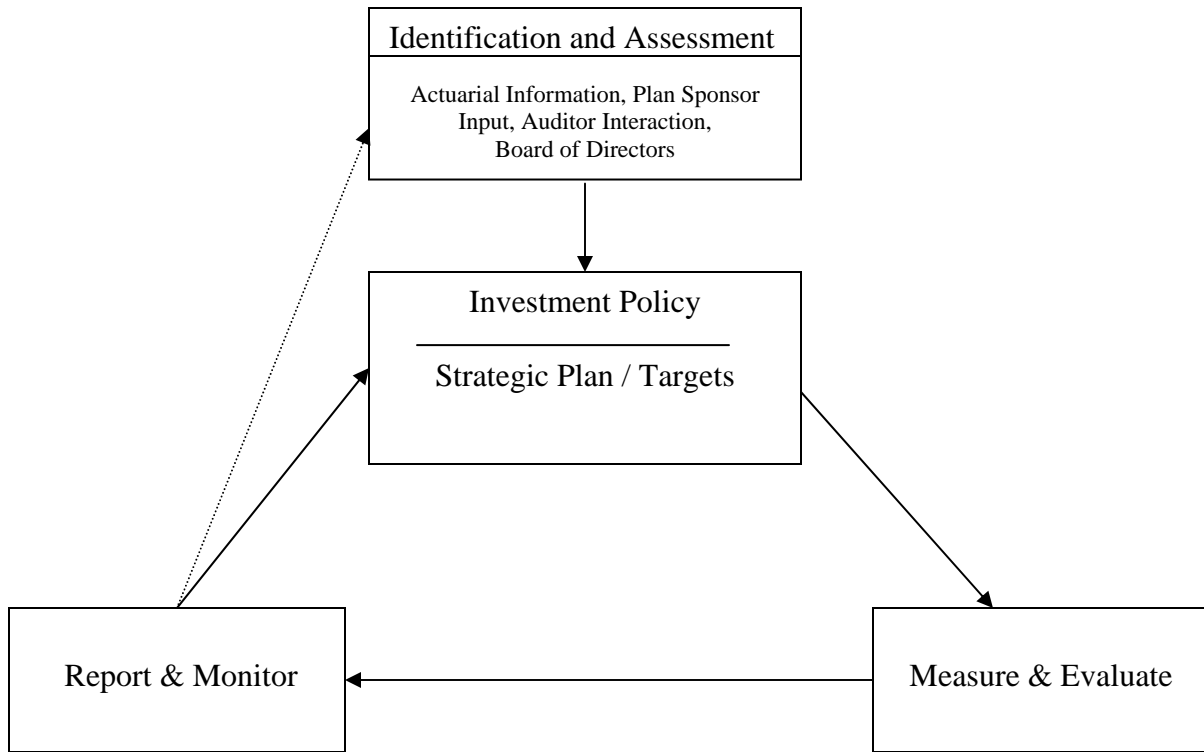 Identification and Assessment
Actuarial Information, Plan Sponsor
Input, Auditor Interaction,
Board of Directors
Investment Policy
Strategic Plan / Targets
Report & Monitor
Measure & Evaluate